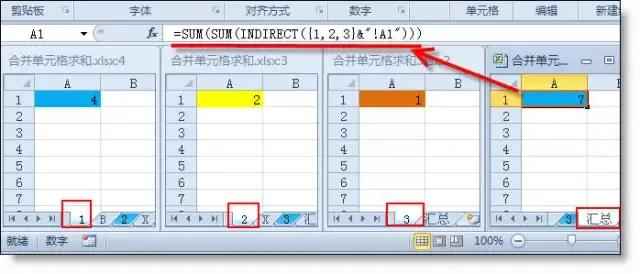 剪贴板 字体 对齐方式 数字 单元格 编辑
A1 fx =SUM(SUM(INDIRECT({1,2,3}&"!A1")))
合并单元格求和.xlsx:4 合并单元格求和.xlsx:3 合并单元格求和.xlsx:2 合并单元...
A A A A
1 4 1 2 1 1 1 7
2 2 2 2
3 3 3 3
4 4 4 4
5 5 5 5
6 6 6 6
7 7 7 7
1 B 2 X 2 X 3 汇 3 汇总 3 汇总
就绪 数字 100%